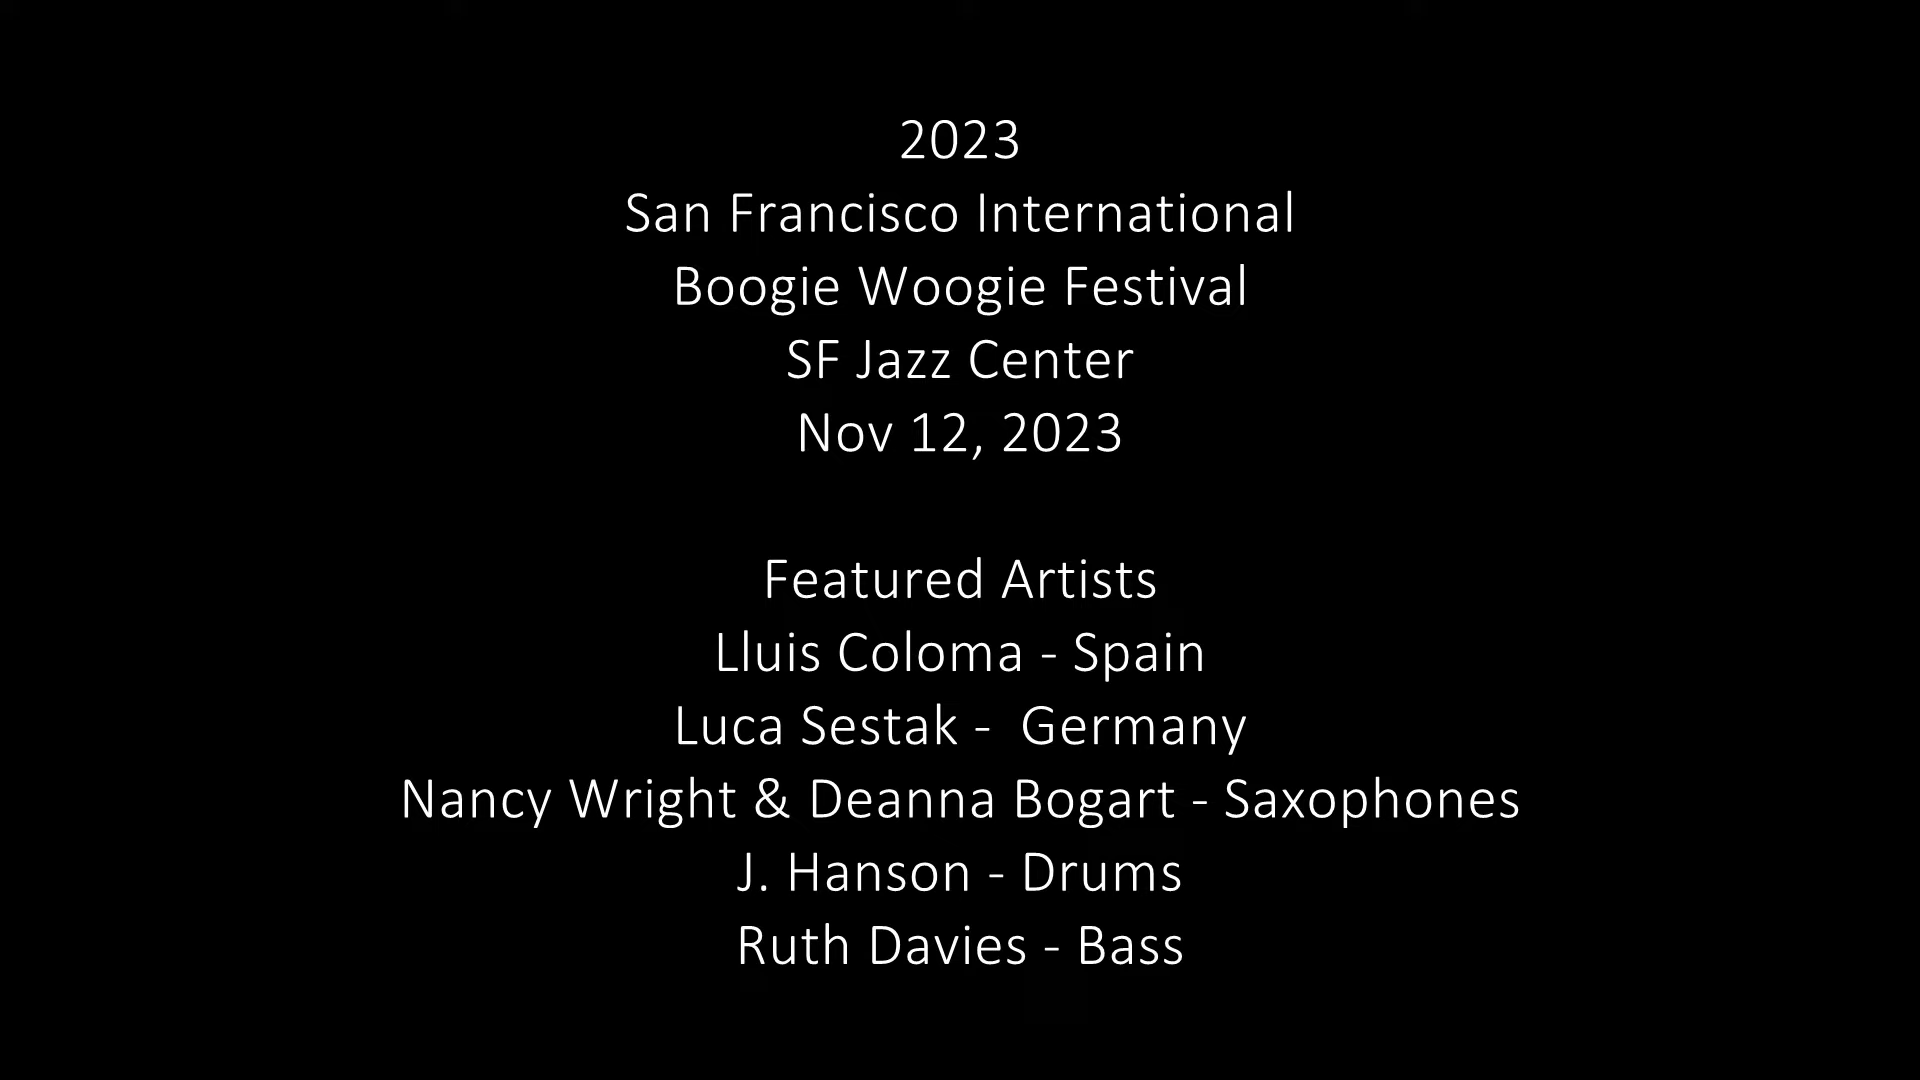 2023
San Francisco International
Boogie Woogie Festival
SF Jazz Center
Nov 12, 2023
Featured Artists
Lluis Coloma - Spain
Luca Sestak -  Germany
Nancy Wright & Deanna Bogart - Saxophones
J. Hanson - Drums
Ruth Davies - Bass